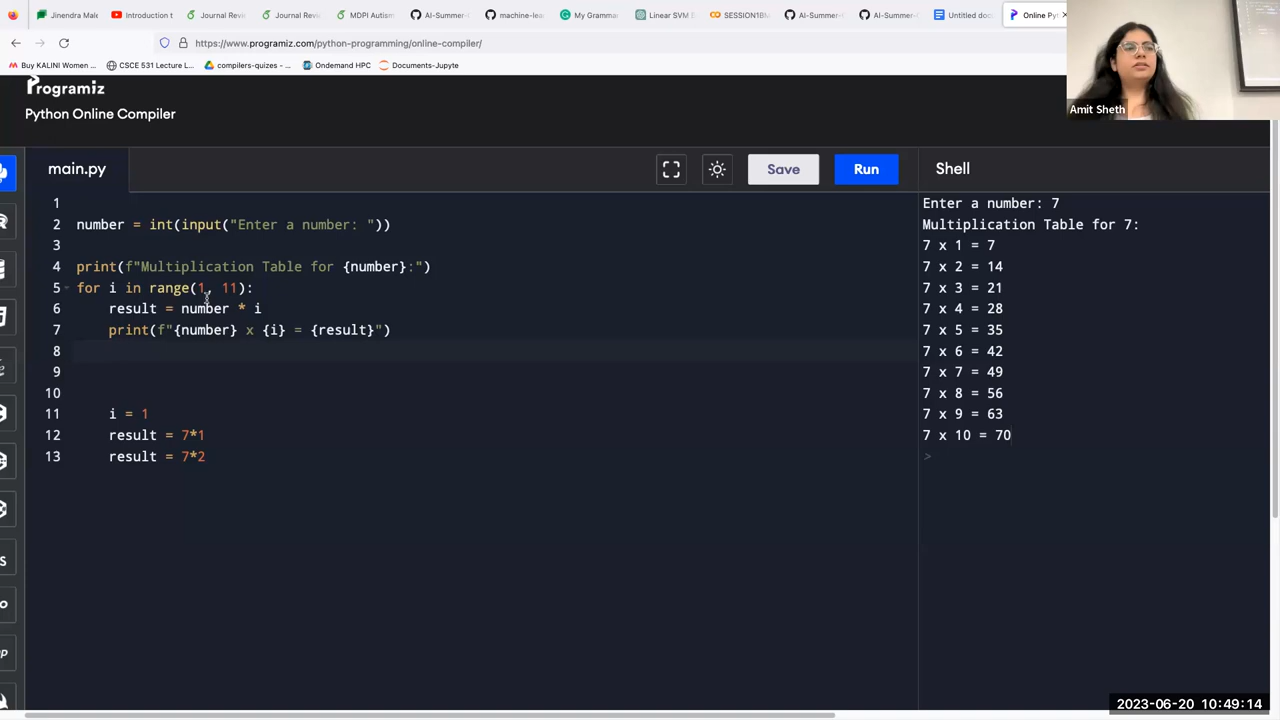 Jindendra Male
Introduction t
Journal Revie
Journal Revie
MDPI Autism
AI-Summer-
machine-lea
My Gramma
Linear SVM E
SESSION1BM
AI-Summer-
AI-Summer-
Untitled doc
Online Py
https://www.programiz.com/python-programming/online-compiler/
Buy KALINI Women ...
CSCE 531 Lecture L...
compilers-quizes - ...
Ondemand HPC
Documents-Jupyte
Amit Sheth
Programiz
Python Online Compiler
main.py
Save
Run
Shell
1
2 number = int(input("Enter a number: "))
3
4 print(f"Multiplication Table for {number}:")
5 for i in range(1, 11):
6 result = number * i
7 print(f"{number} x {i} = {result}")
8
9
10
11 i = 1
12 result = 7*1
13 result = 7*2
Enter a number: 7
Multiplication Table for 7:
7 x 1 = 7
7 x 2 = 14
7 x 3 = 21
7 x 4 = 28
7 x 5 = 35
7 x 6 = 42
7 x 7 = 49
7 x 8 = 56
7 x 9 = 63
7 x 10 = 70
>
2023-06-20 10:49:14